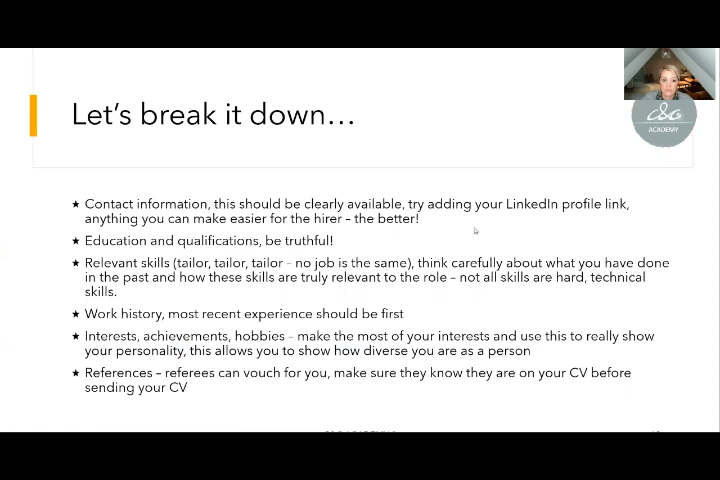 Let's break it down...
C&C
ACADEMY
★ Contact information, this should be clearly available, try adding your LinkedIn profile link,
anything you can make easier for the hirer – the better!
★ Education and qualifications, be truthful!
★ Relevant skills (tailor, tailor, tailor – no job is the same), think carefully about what you have done
in the past and how these skills are truly relevant to the role – not all skills are hard, technical
skills.
★ Work history, most recent experience should be first
★ Interests, achievements, hobbies – make the most of your interests and use this to really show
your personality, this allows you to show how diverse you are as a person
★ References – referees can vouch for you, make sure they know they are on your CV before
sending your CV